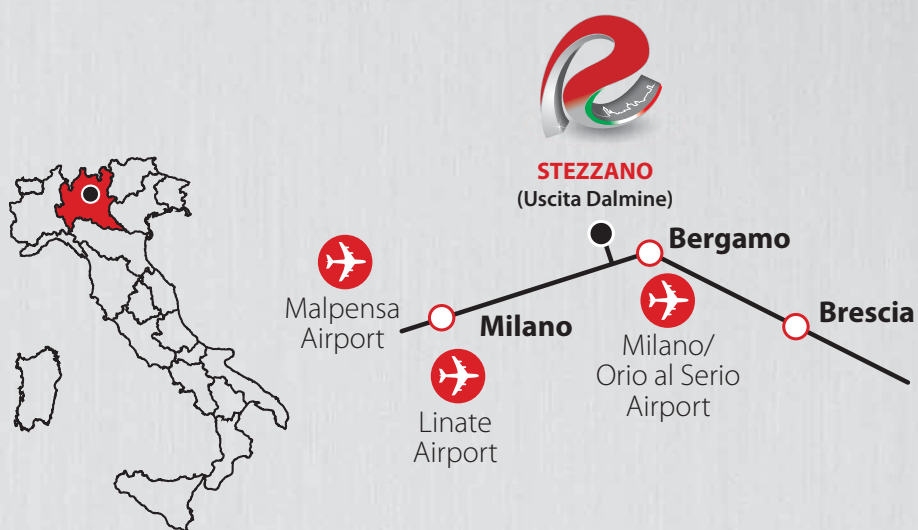 STEZZANO
(Uscita Dalmine)
Bergamo
Malpensa
Airport
Milano
Brescia
Milano/
Orio al Serio
Airport
Linate
Airport